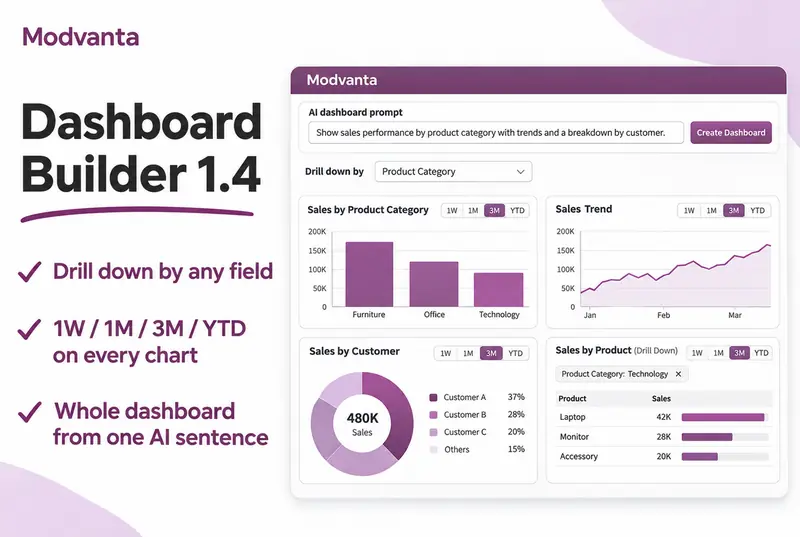 Modvanta
Dashboard
Builder 1.4
Drill down by any field
1W / 1M / 3M / YTD
on every chart
Whole dashboard
from one AI sentence
Modvanta
AI dashboard prompt
Show sales performance by product category with trends and a breakdown by customer.
Create Dashboard
Drill down by
Product Category
Sales by Product Category
1W 1M 3M YTD
200K
150K
100K
50K
0
Furniture Office Technology
Sales Trend
1W 1M 3M YTD
200K
150K
100K
50K
0
Jan Feb Mar
Sales by Customer
1W 1M 3M YTD
480K
Sales
Customer A 37%
Customer B 28%
Customer C 20%
Others 15%
Sales by Product (Drill Down)
1W 1M 3M YTD
Product Category: Technology ✕
Product Sales
Laptop 42K
Monitor 28K
Accessory 20K